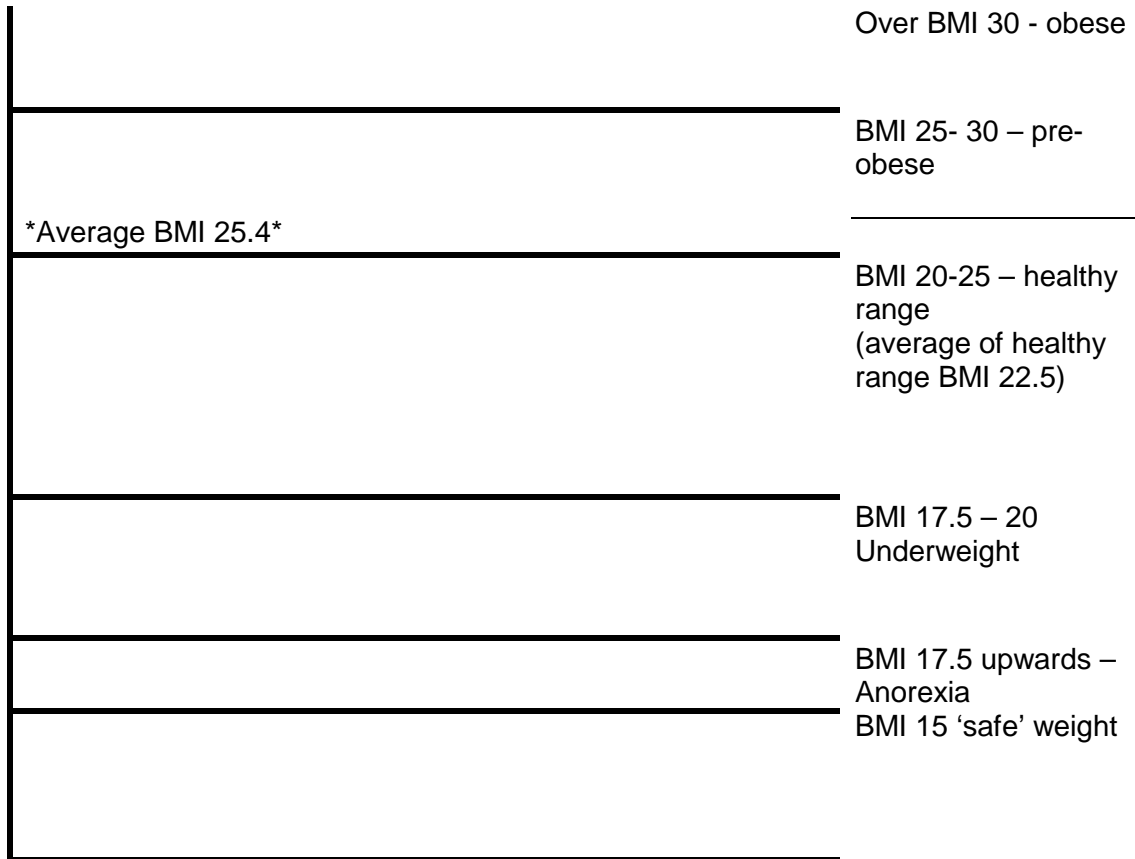 Over BMI 30 - obese
BMI 25- 30 – pre-
obese
*Average BMI 25.4*
BMI 20-25 – healthy
range
(average of healthy
range BMI 22.5)
BMI 17.5 – 20
Underweight
BMI 17.5 upwards –
Anorexia
BMI 15 ‘safe’ weight